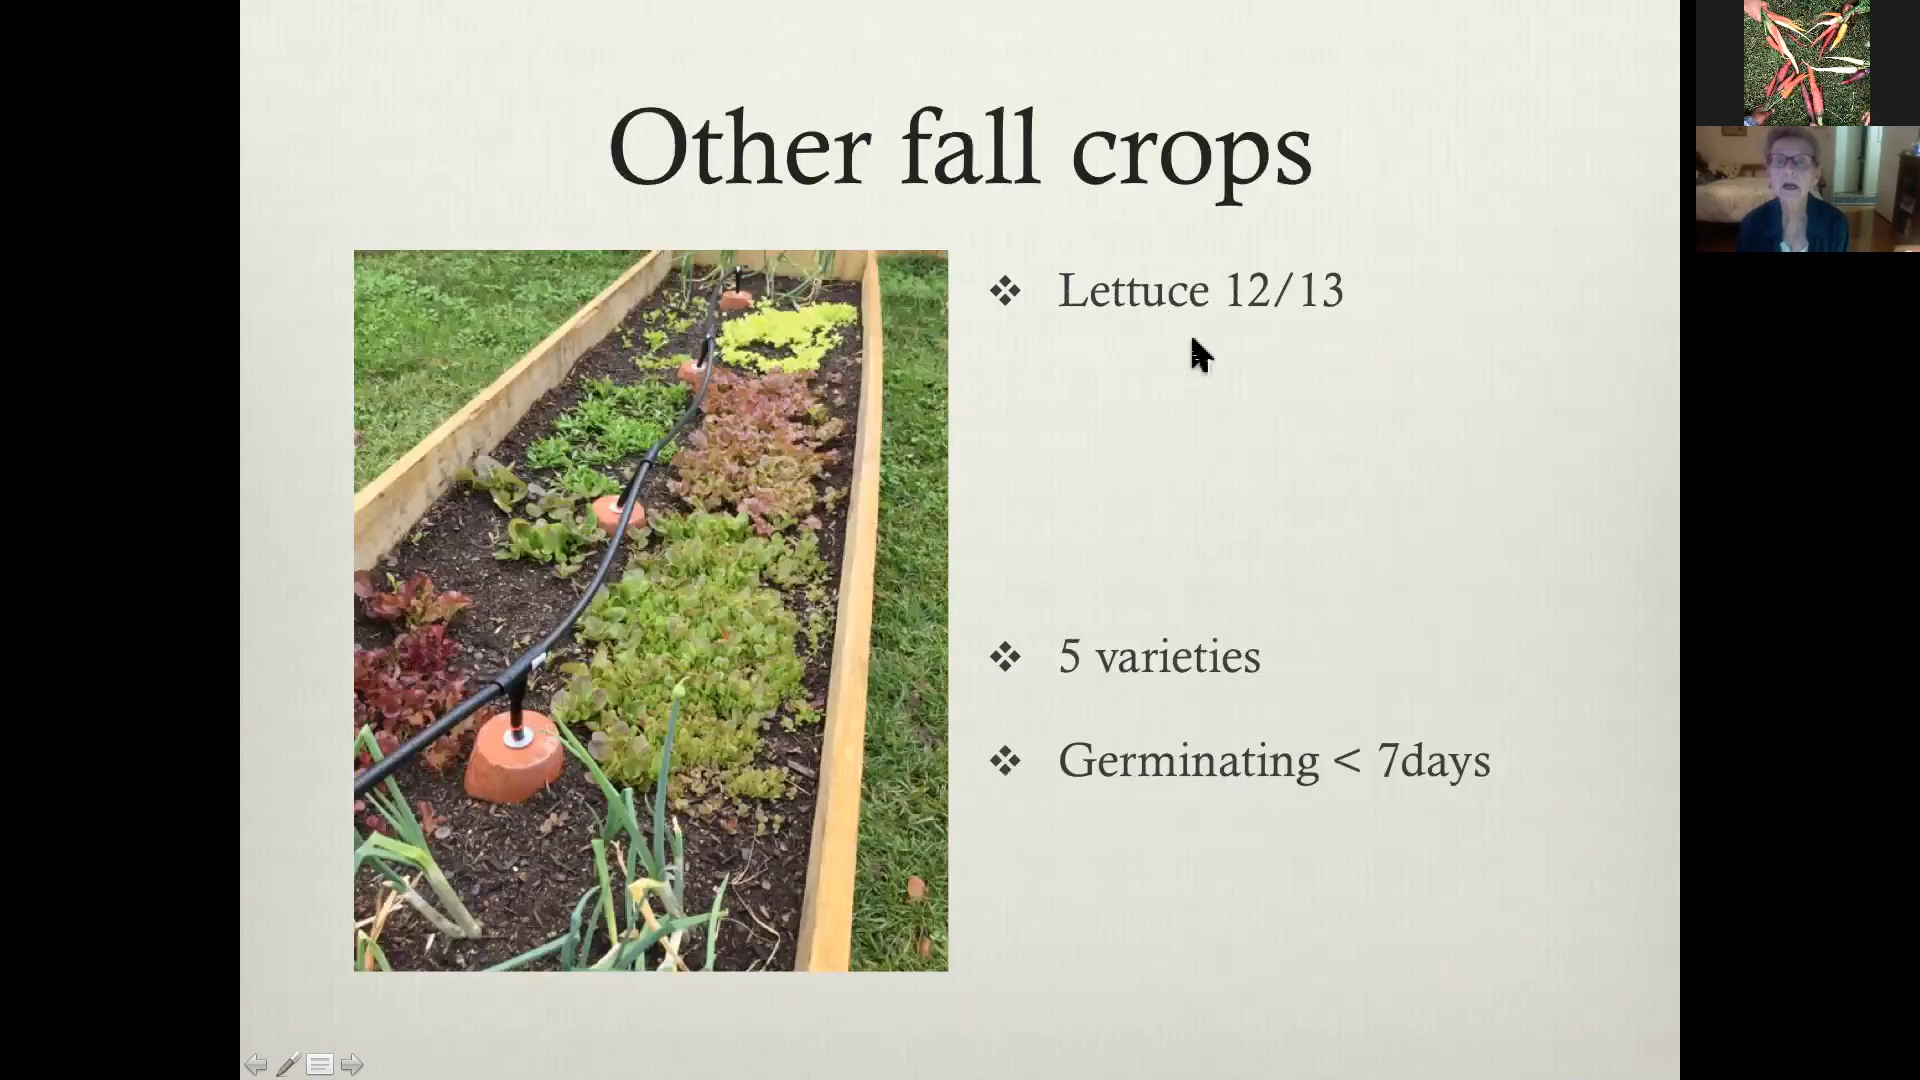 Other fall crops
Lettuce 12/13
5 varieties
Germinating < 7days